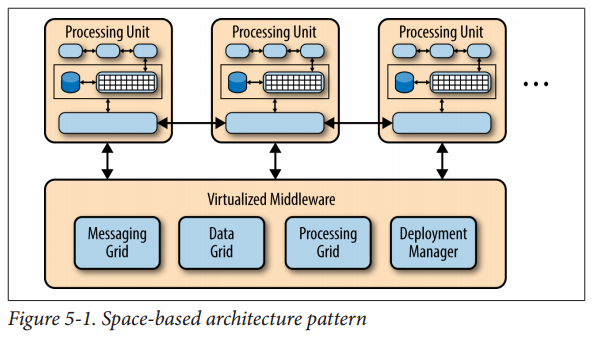 Processing Unit
Processing Unit
Processing Unit
...
Virtualized Middleware
Messaging
Grid
Data
Grid
Processing
Grid
Deployment
Manager
Figure 5-1. Space-based architecture pattern